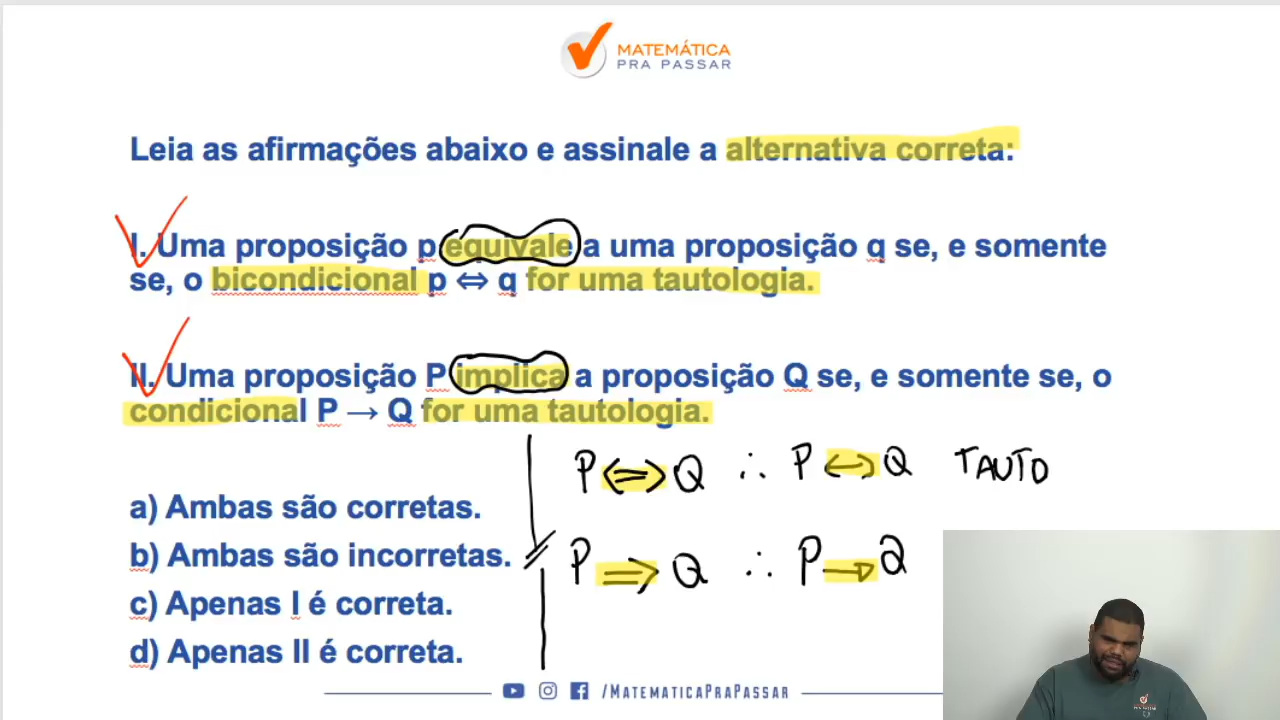 MATEMÁTICA
PRA PASSAR
Leia as afirmações abaixo e assinale a alternativa correta:
I. Uma proposição p equivale a uma proposição q se, e somente
se, o bicondicional p ⇔ q for uma tautologia.
II. Uma proposição P implica a proposição Q se, e somente se, o
condicional P → Q for uma tautologia.
P ⇔ Q ∴ P ↔ Q TAUTO
a) Ambas são corretas.
b) Ambas são incorretas.
P ⇒ Q ∴ P → Q
c) Apenas I é correta.
d) Apenas II é correta.
/MATEMATICAPRAPASSAR